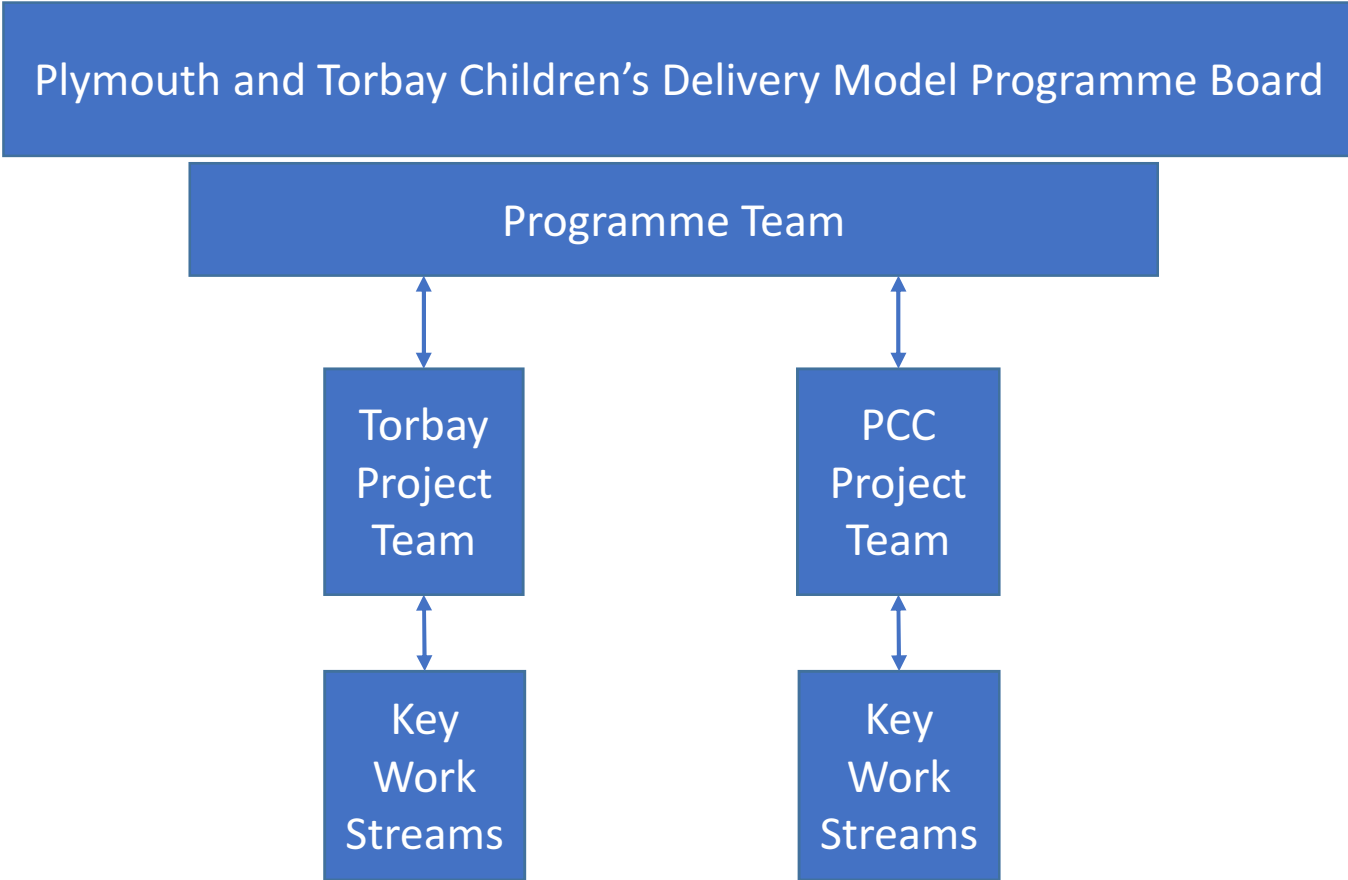 Plymouth and Torbay Children’s Delivery Model Programme Board
Programme Team
Torbay
Project
Team
PCC
Project
Team
Key
Work
Streams
Key
Work
Streams